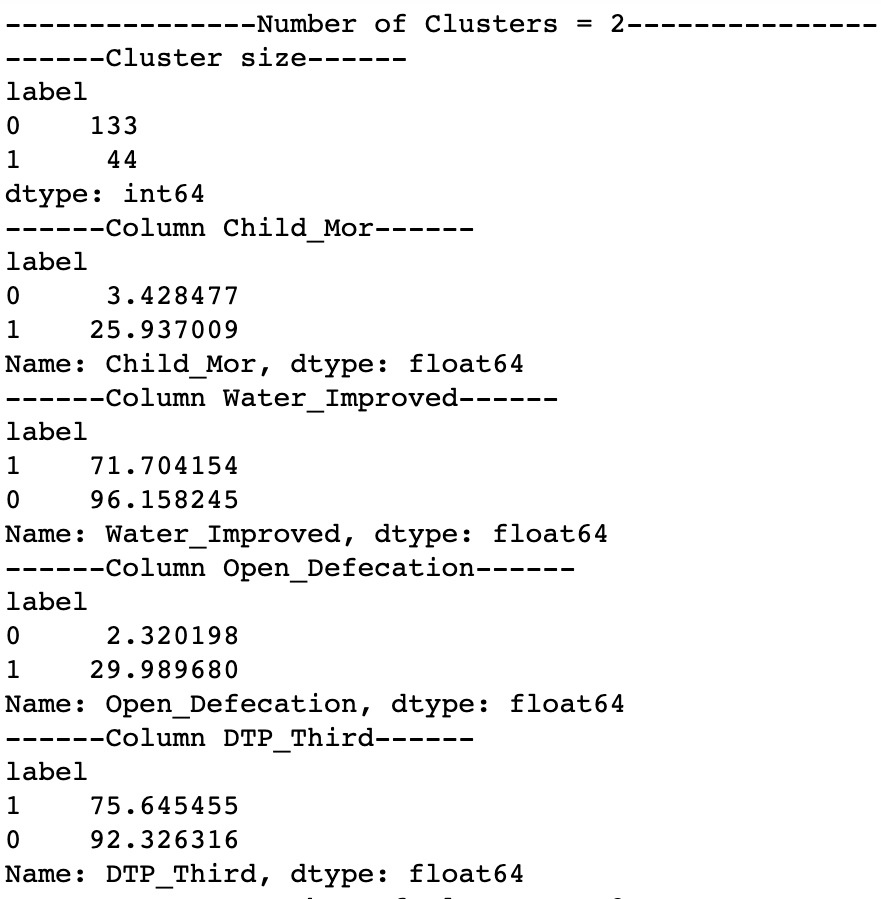 ---------------Number of Clusters = 2---------------
------Cluster size------
label
0    133
1     44
dtype: int64
------Column Child_Mor------
label
0     3.428477
1    25.937009
Name: Child_Mor, dtype: float64
------Column Water_Improved------
label
1    71.704154
0    96.158245
Name: Water_Improved, dtype: float64
------Column Open_Defecation------
label
0     2.320198
1    29.989680
Name: Open_Defecation, dtype: float64
------Column DTP_Third------
label
1    75.645455
0    92.326316
Name: DTP_Third, dtype: float64